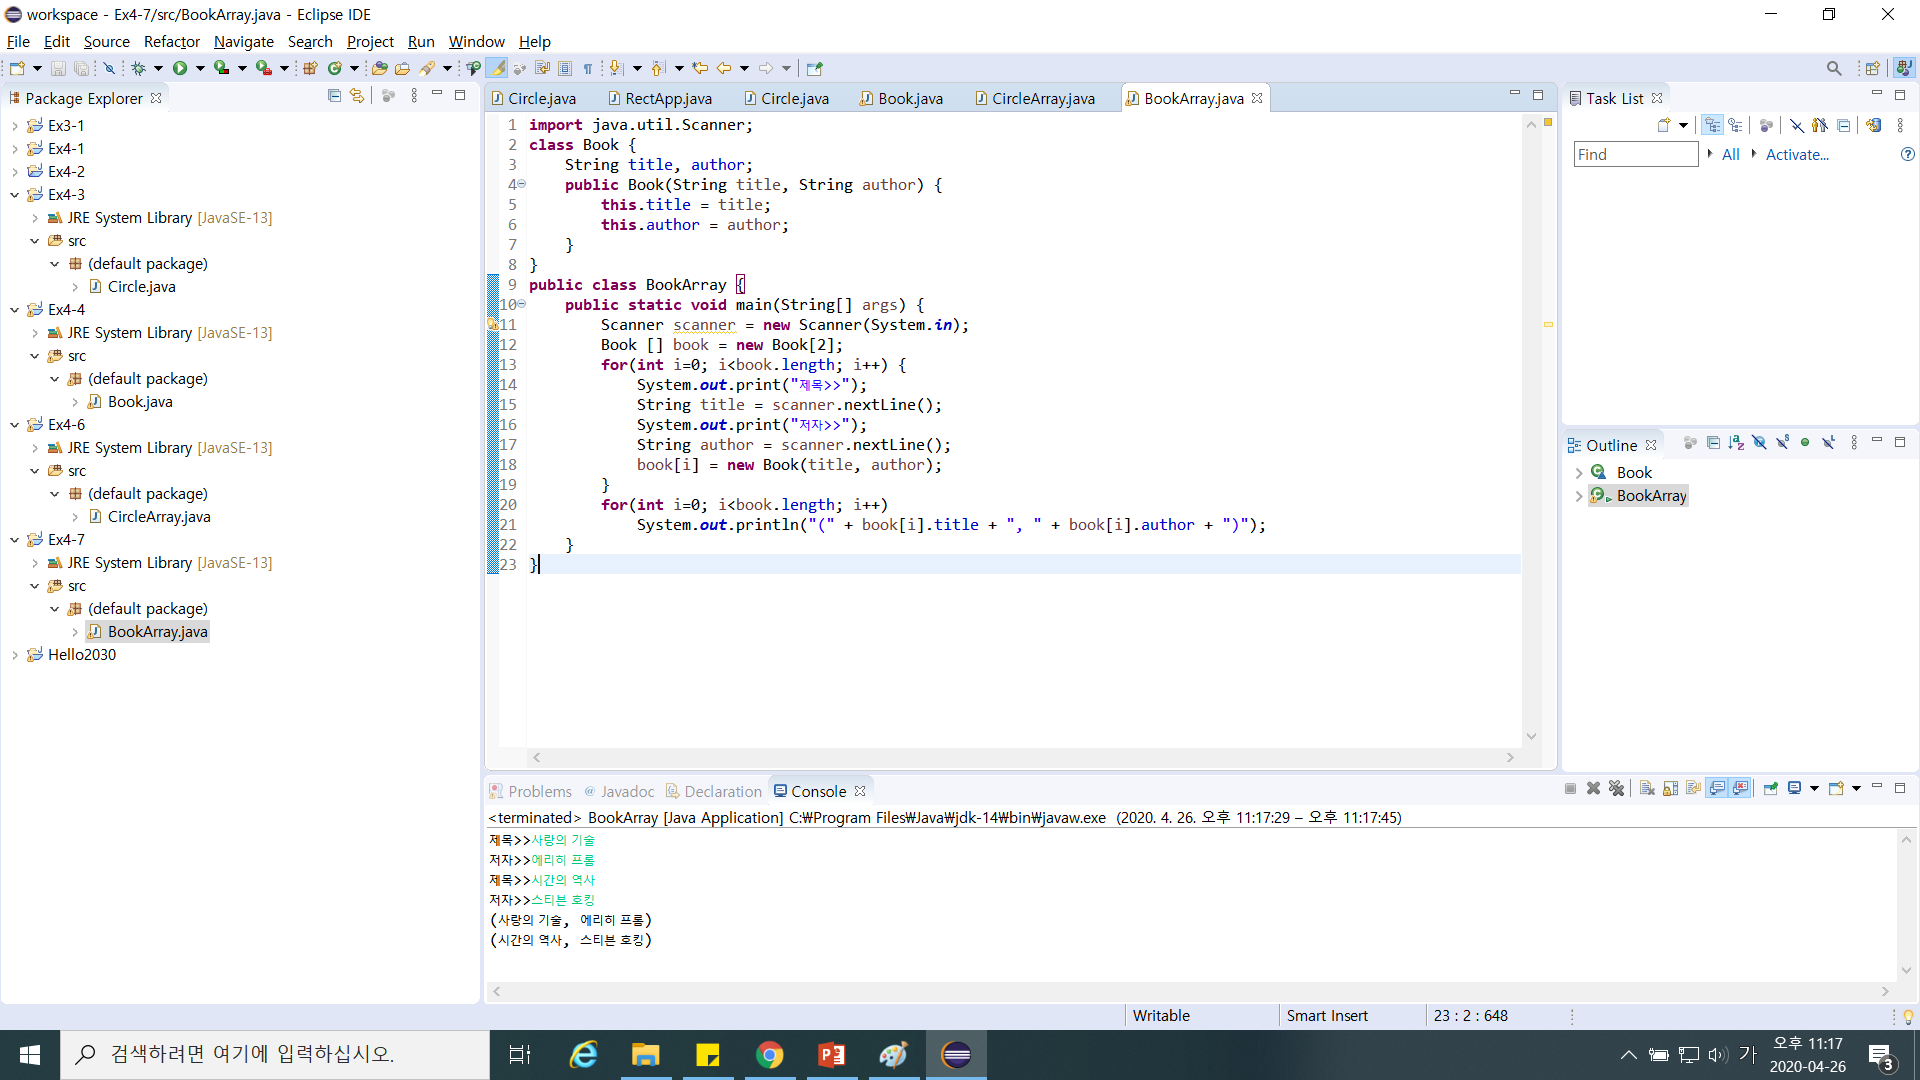 workspace - Ex4-7/src/BookArray.java - Eclipse IDE
File Edit Source Refactor Navigate Search Project Run Window Help
Package Explorer
Ex3-1
Ex4-1
Ex4-2
Ex4-3
JRE System Library [JavaSE-13]
src
(default package)
Circle.java
Ex4-4
JRE System Library [JavaSE-13]
src
(default package)
Book.java
Ex4-6
JRE System Library [JavaSE-13]
src
(default package)
CircleArray.java
Ex4-7
JRE System Library [JavaSE-13]
src
(default package)
BookArray.java
Hello2030
Circle.java RectApp.java Circle.java Book.java CircleArray.java BookArray.java
1 import java.util.Scanner;
2 class Book {
3 String title, author;
4 public Book(String title, String author) {
5 this.title = title;
6 this.author = author;
7 }
8 }
9 public class BookArray {
10 public static void main(String[] args) {
11 Scanner scanner = new Scanner(System.in);
12 Book [] book = new Book[2];
13 for(int i=0; i<book.length; i++) {
14 System.out.print("제목>>");
15 String title = scanner.nextLine();
16 System.out.print("저자>>");
17 String author = scanner.nextLine();
18 book[i] = new Book(title, author);
19 }
20 for(int i=0; i<book.length; i++)
21 System.out.println("(" + book[i].title + ", " + book[i].author + ")");
22 }
23 }
Task List
Find All Activate...
Outline
Book
BookArray
Problems @ Javadoc Declaration Console
<terminated> BookArray [Java Application] C:₩Program Files₩Java₩jdk-14₩bin₩javaw.exe (2020. 4. 26. 오후 11:17:29 – 오후 11:17:45)
제목>>사랑의 기술
저자>>에리히 프롬
제목>>시간의 역사
저자>>스티븐 호킹
(사랑의 기술, 에리히 프롬)
(시간의 역사, 스티븐 호킹)
Writable Smart Insert 23 : 2 : 648
검색하려면 여기에 입력하십시오.
가
오후 11:17
2020-04-26
3